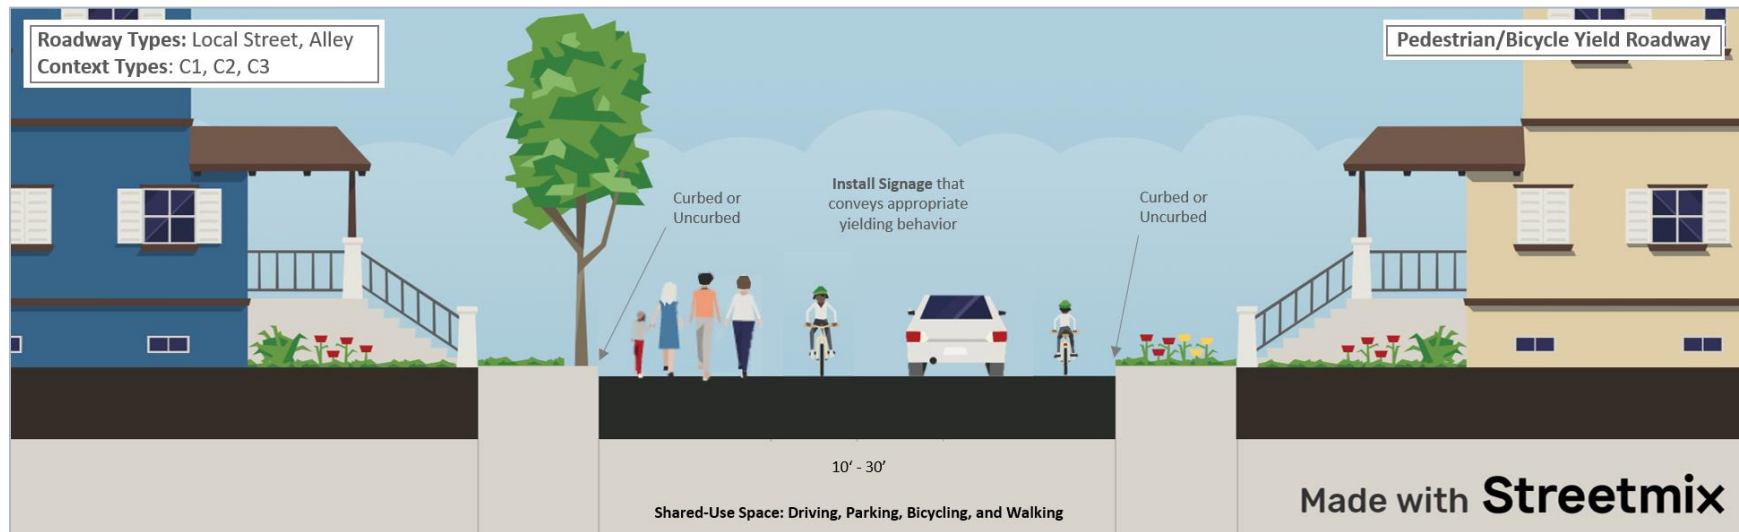 Roadway Types: Local Street, Alley
Context Types: C1, C2, C3
Pedestrian/Bicycle Yield Roadway
Curbed or
Uncurbed
Install Signage that
conveys appropriate
yielding behavior
Curbed or
Uncurbed
10‘ - 30’
Shared-Use Space: Driving, Parking, Bicycling, and Walking
Made with Streetmix